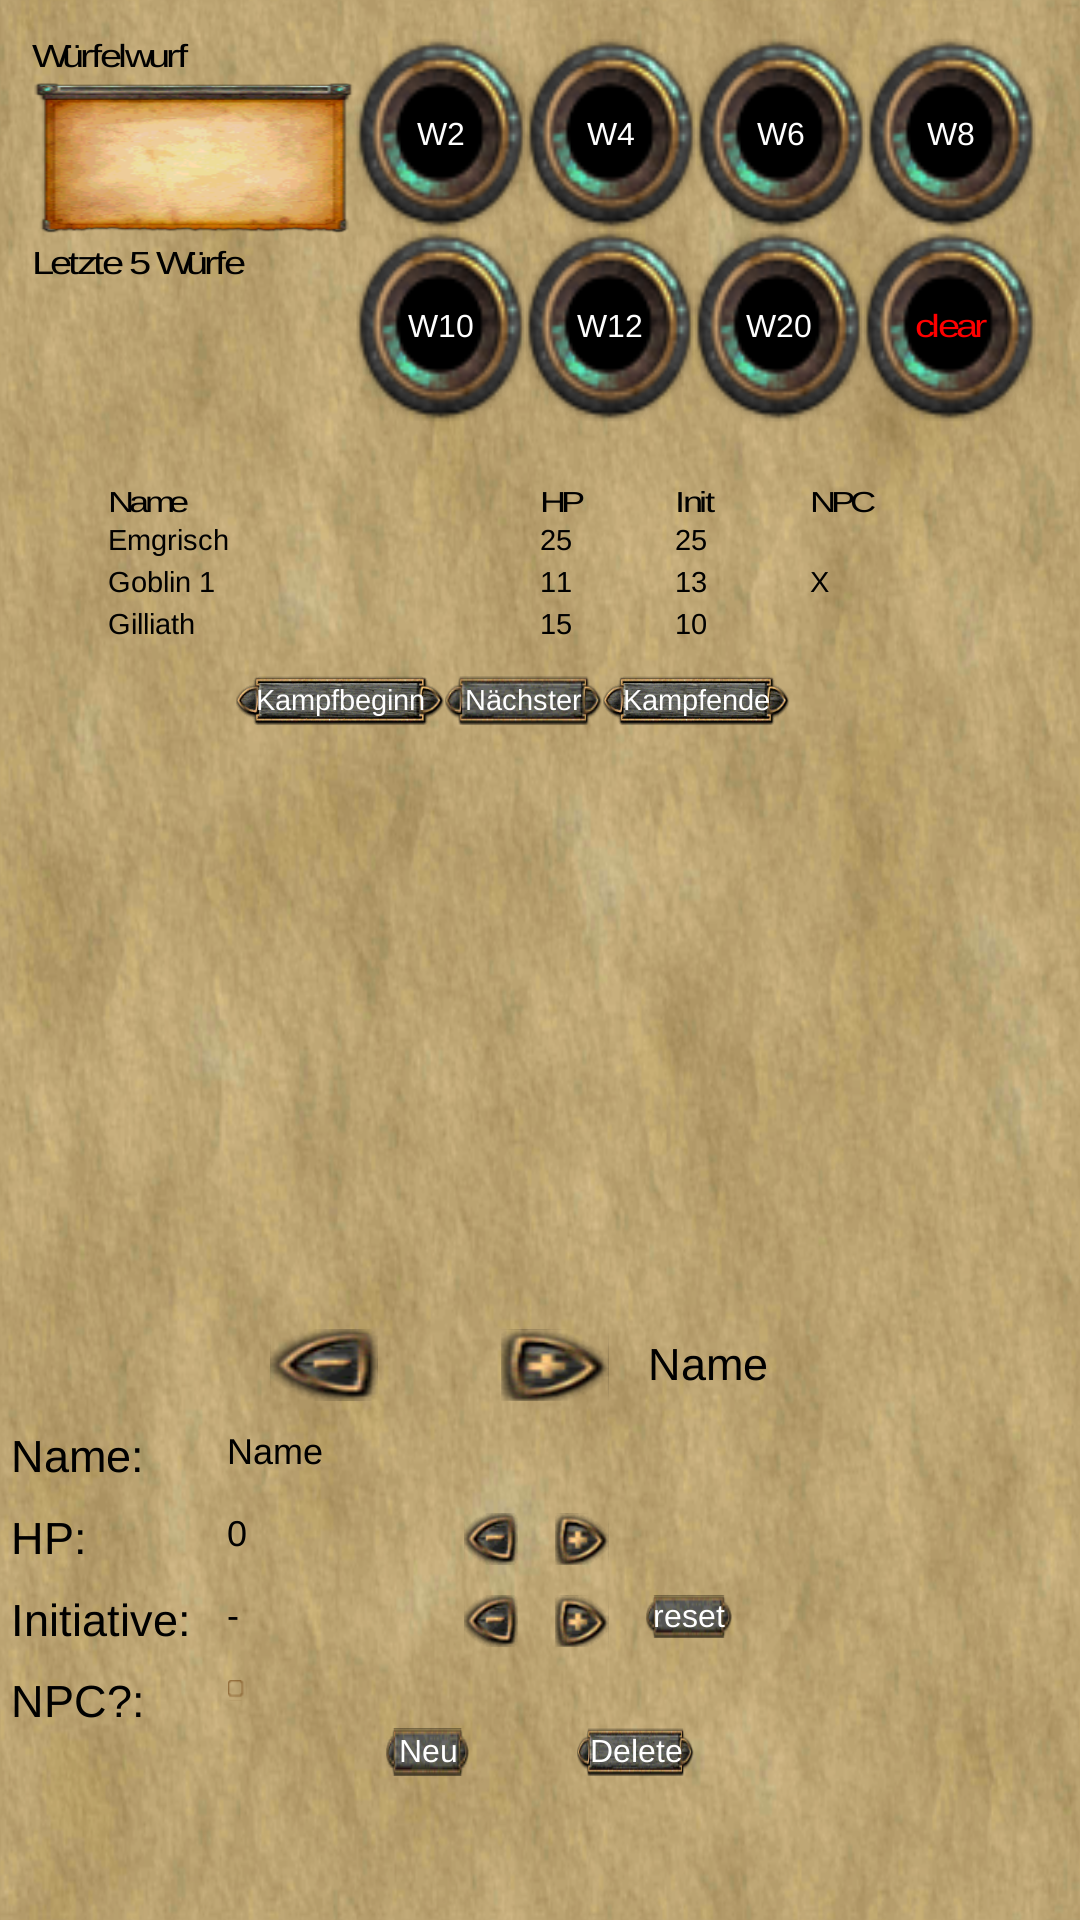 Würfelwurf
W2 W4 W6 W8
Letzte 5 Würfe
W10 W12 W20 clear
Name HP Init NPC
Emgrisch 25 25
Goblin 1 11 13 X
Gilliath 15 10
Kampfbeginn Nächster Kampfende
- + Name
Name: Name
HP: 0 - +
Initiative: - - + reset
NPC?:
Neu Delete